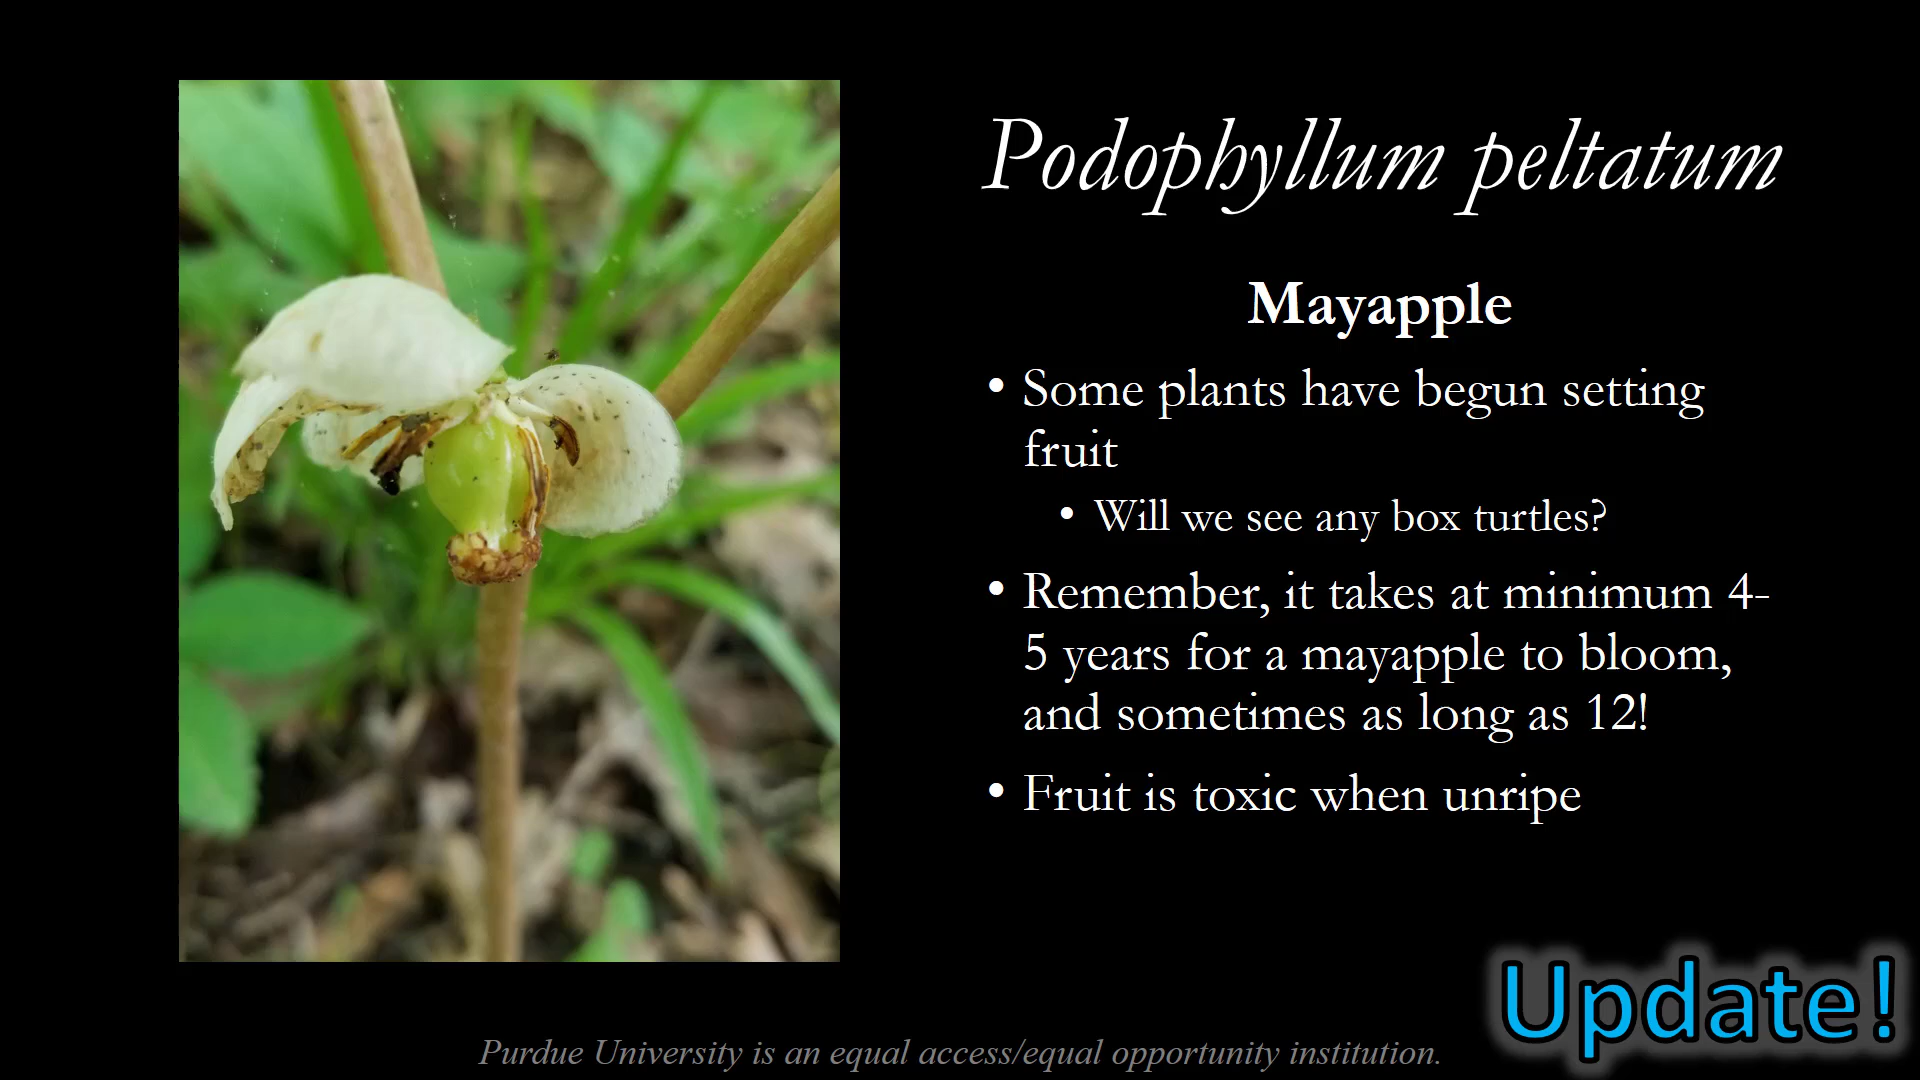 Podophyllum peltatum
Mayapple
• Some plants have begun setting
fruit
• Will we see any box turtles?
• Remember, it takes at minimum 4-
5 years for a mayapple to bloom,
and sometimes as long as 12!
• Fruit is toxic when unripe
Update!
Purdue University is an equal access/equal opportunity institution.